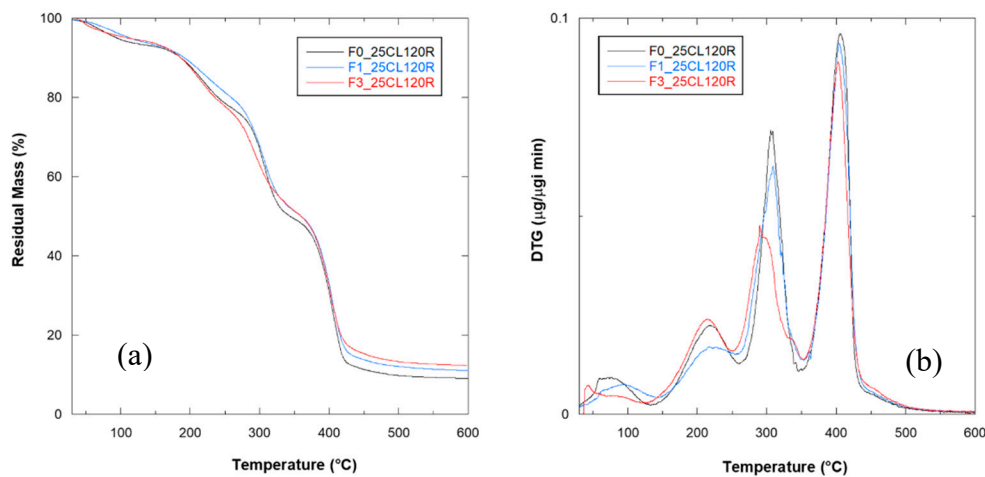 100
80
60
40
20
0
Residual Mass (%)
100
200
300
400
500
600
Temperature (°C)
F0_25CL120R
F1_25CL120R
F3_25CL120R
(a)
0.1
0
DTG (µg/µgi min)
100
200
300
400
500
600
Temperature (°C)
F0_25CL120R
F1_25CL120R
F3_25CL120R
(b)